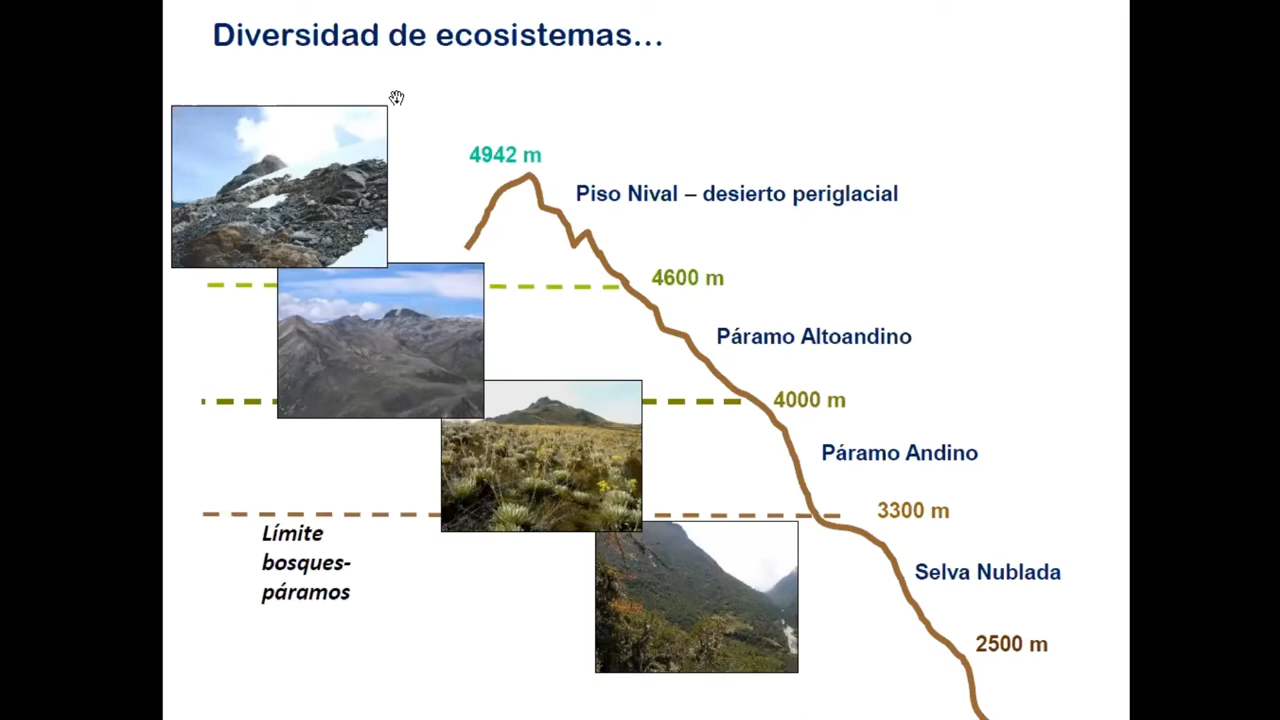 Diversidad de ecosistemas...
4942 m
Piso Nival – desierto periglacial
4600 m
Páramo Altoandino
4000 m
Páramo Andino
3300 m
Límite
bosques-
páramos
Selva Nublada
2500 m